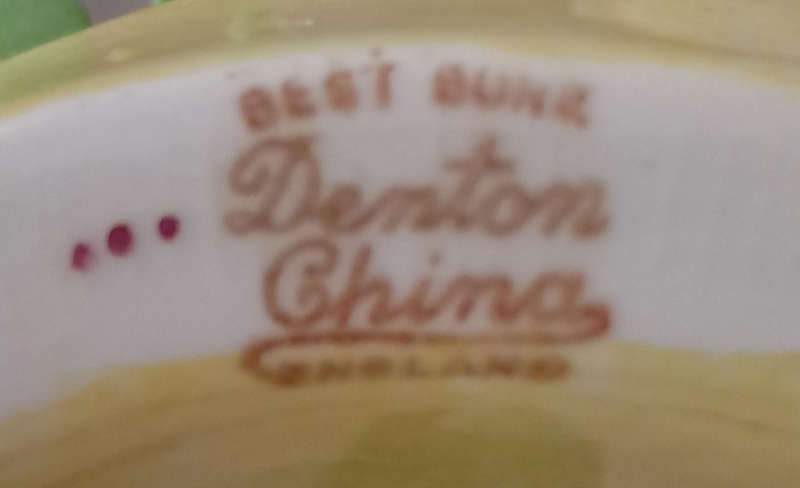 BEST BONE
Denton
China
ENGLAND